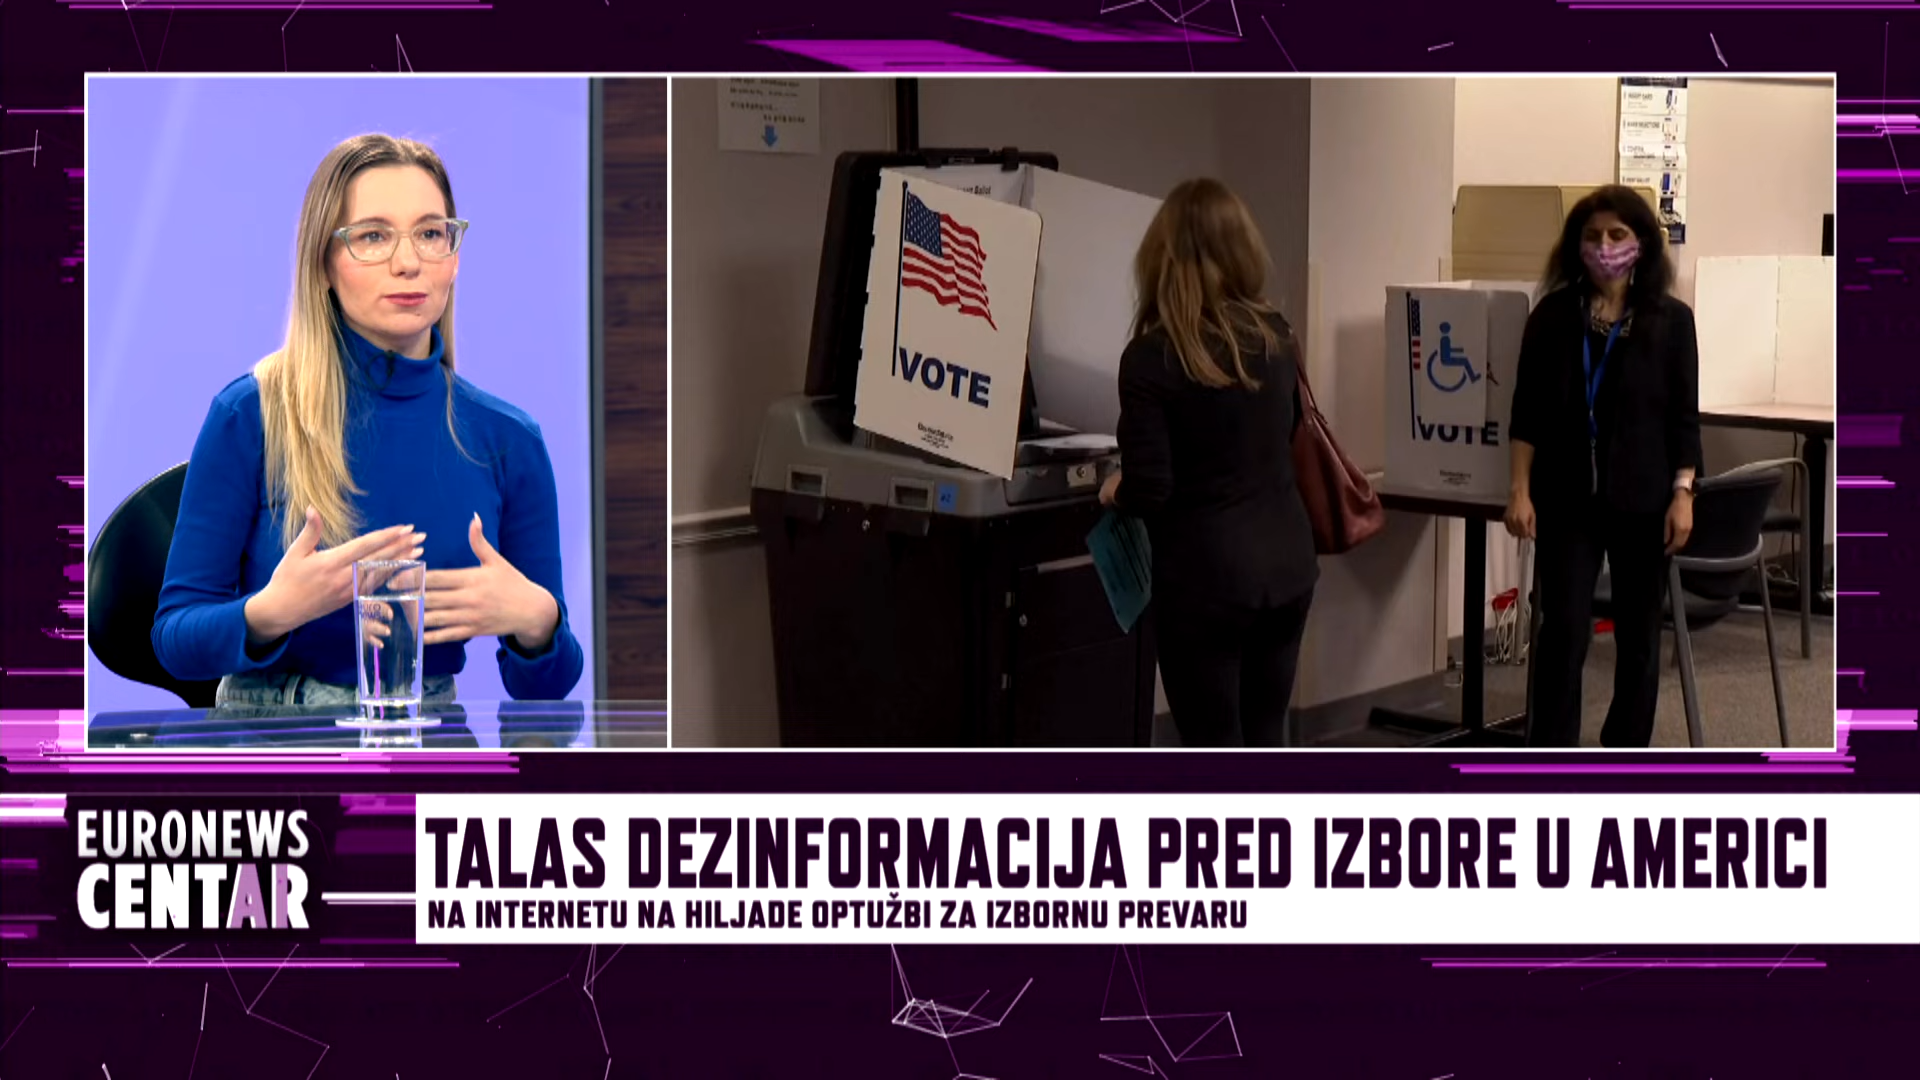 VOTE
VOTE
EURONEWS
CENTAR
TALAS DEZINFORMACIJA PRED IZBORE U AMERICI
NA INTERNETU NA HILJADE OPTUŽBI ZA IZBORNU PREVARU